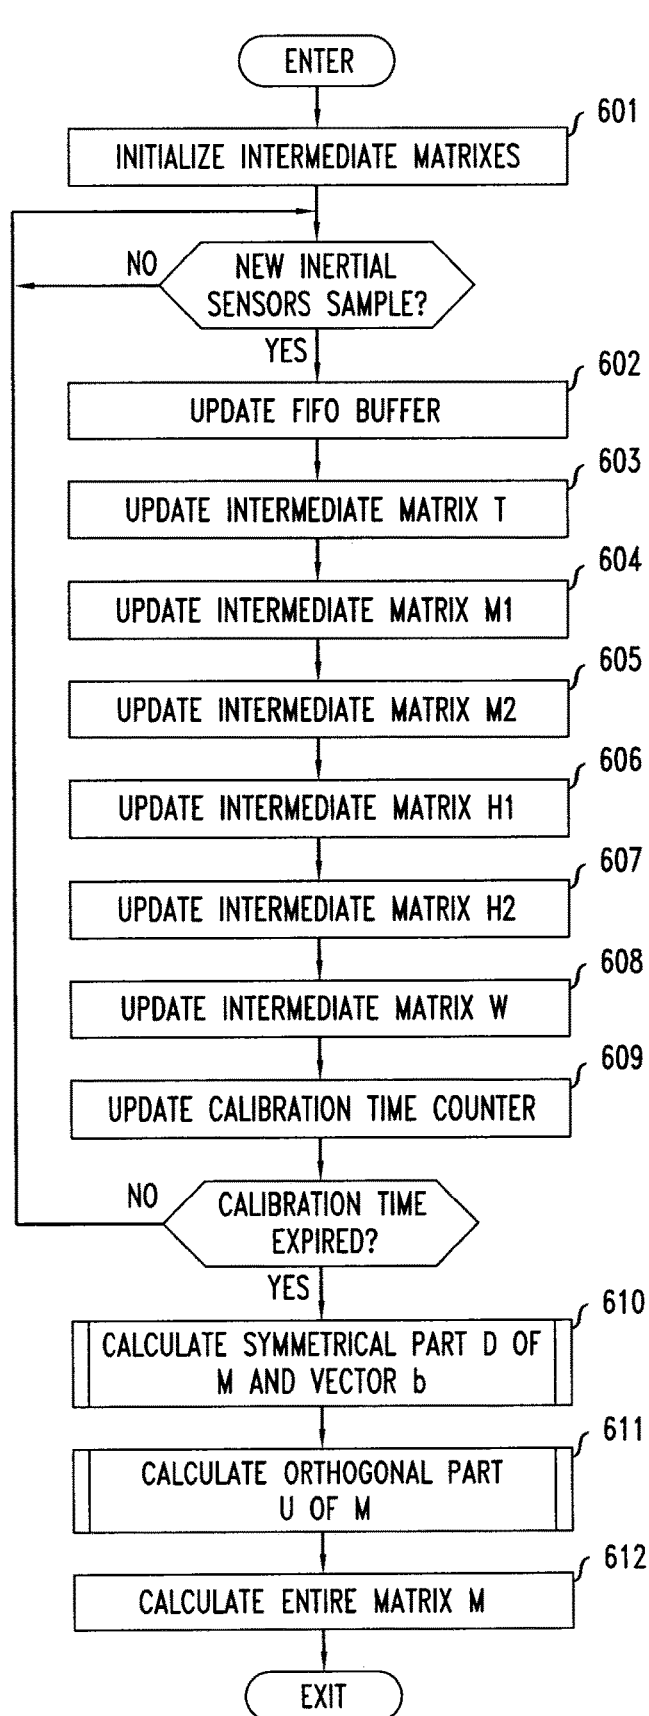 ENTER
601
INITIALIZE INTERMEDIATE MATRIXES
NO
NEW INERTIAL
SENSORS SAMPLE?
YES
602
UPDATE FIFO BUFFER
603
UPDATE INTERMEDIATE MATRIX T
604
UPDATE INTERMEDIATE MATRIX M1
605
UPDATE INTERMEDIATE MATRIX M2
606
UPDATE INTERMEDIATE MATRIX H1
607
UPDATE INTERMEDIATE MATRIX H2
608
UPDATE INTERMEDIATE MATRIX W
609
UPDATE CALIBRATION TIME COUNTER
NO
CALIBRATION TIME
EXPIRED?
YES
610
CALCULATE SYMMETRICAL PART D OF
M AND VECTOR b
611
CALCULATE ORTHOGONAL PART
U OF M
612
CALCULATE ENTIRE MATRIX M
EXIT